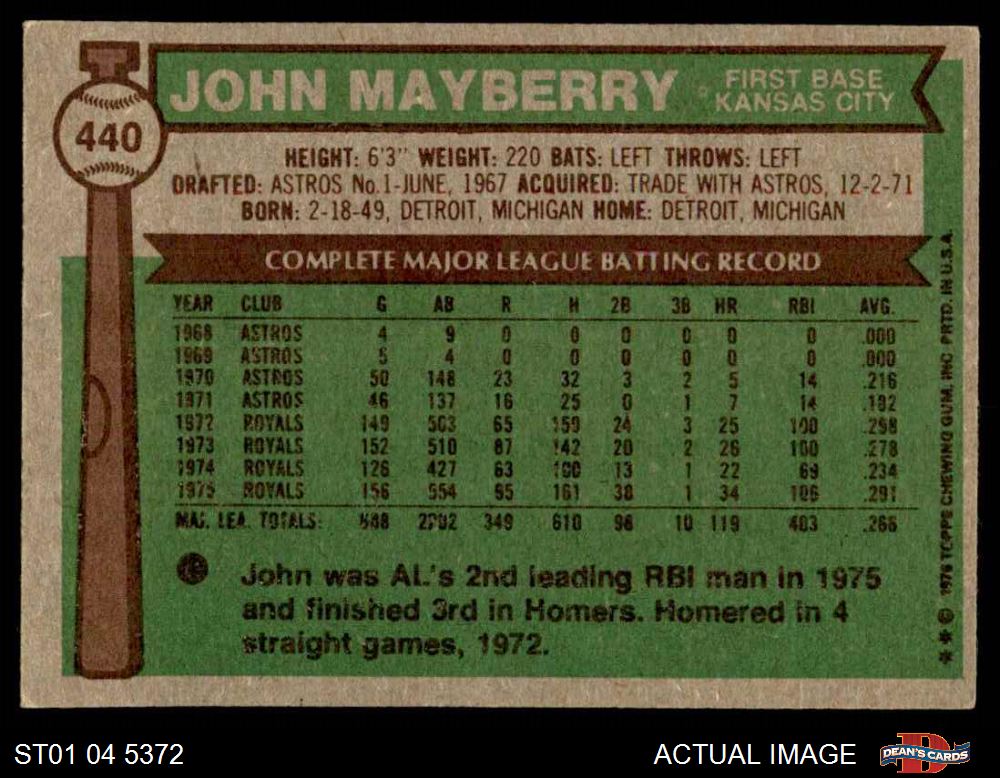 440
JOHN MAYBERRY
FIRST BASE
KANSAS CITY
HEIGHT: 6'3" WEIGHT: 220 BATS: LEFT THROWS: LEFT
DRAFTED: ASTROS No.1-JUNE, 1967 ACQUIRED: TRADE WITH ASTROS, 12-2-71
BORN: 2-18-49, DETROIT, MICHIGAN HOME: DETROIT, MICHIGAN
COMPLETE MAJOR LEAGUE BATTING RECORD
YEAR CLUB G AB R H 2B 3B HR RBI AVG.
1968 ASTROS 4 9 0 0 0 0 0 0 .000
1969 ASTROS 5 4 0 0 0 0 0 0 .000
1970 ASTROS 50 148 23 32 3 2 5 14 .216
1971 ASTROS 46 137 16 25 0 1 7 14 .182
1972 ROYALS 149 503 65 150 24 3 25 100 .298
1973 ROYALS 152 510 87 142 20 2 26 100 .278
1974 ROYALS 126 427 63 100 13 1 22 69 .234
1975 ROYALS 156 554 95 161 38 1 34 106 .291
MAJ. LEA. TOTALS: 688 2292 349 610 98 10 119 403 .266
John was AL's 2nd leading RBI man in 1975
and finished 3rd in Homers. Homered in 4
straight games, 1972.
** © 1976 TOPPS CHEWING GUM, INC PRTD. IN U.S.A.
ST01 04 5372
ACTUAL IMAGE
DEAN'S CARDS